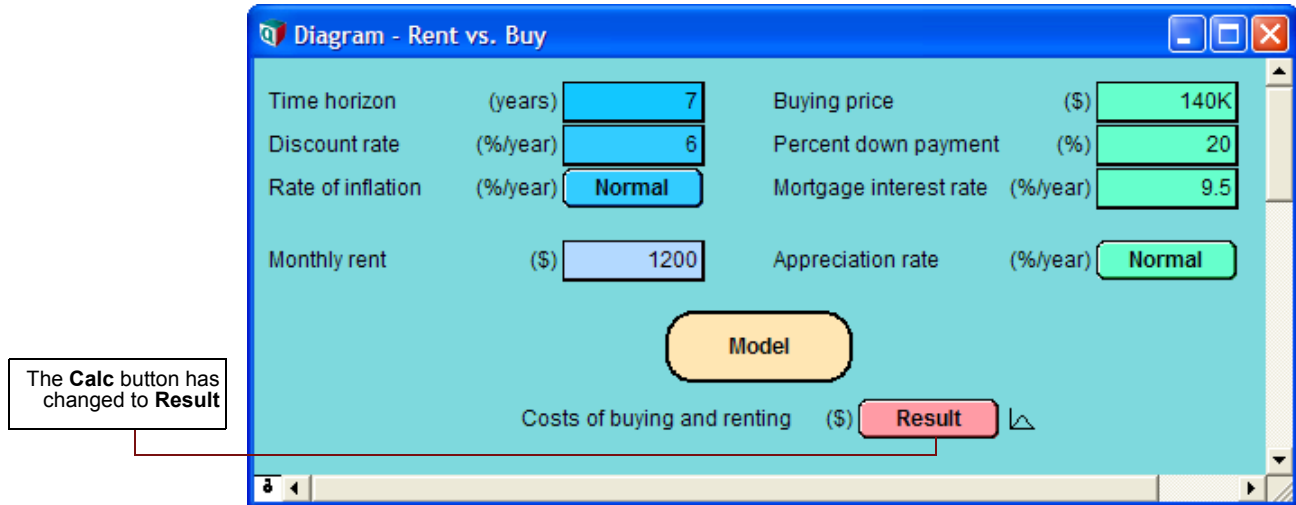 Diagram - Rent vs. Buy
Time horizon (years) 7 Buying price ($) 140K
Discount rate (%/year) 6 Percent down payment (%) 20
Rate of inflation (%/year) Normal Mortgage interest rate (%/year) 9.5
Monthly rent ($) 1200 Appreciation rate (%/year) Normal
Model
The Calc button has
changed to Result
Costs of buying and renting ($) Result